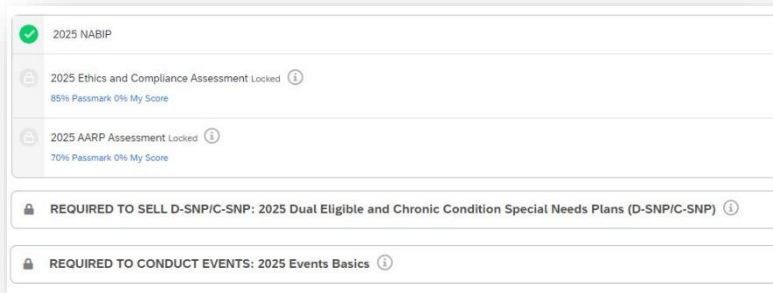 2025 NABIP
2025 Ethics and Compliance Assessment Locked
85% Passmark 0% My Score
2025 AARP Assessment Locked
70% Passmark 0% My Score
REQUIRED TO SELL D-SNP/C-SNP: 2025 Dual Eligible and Chronic Condition Special Needs Plans (D-SNP/C-SNP)
REQUIRED TO CONDUCT EVENTS: 2025 Events Basics